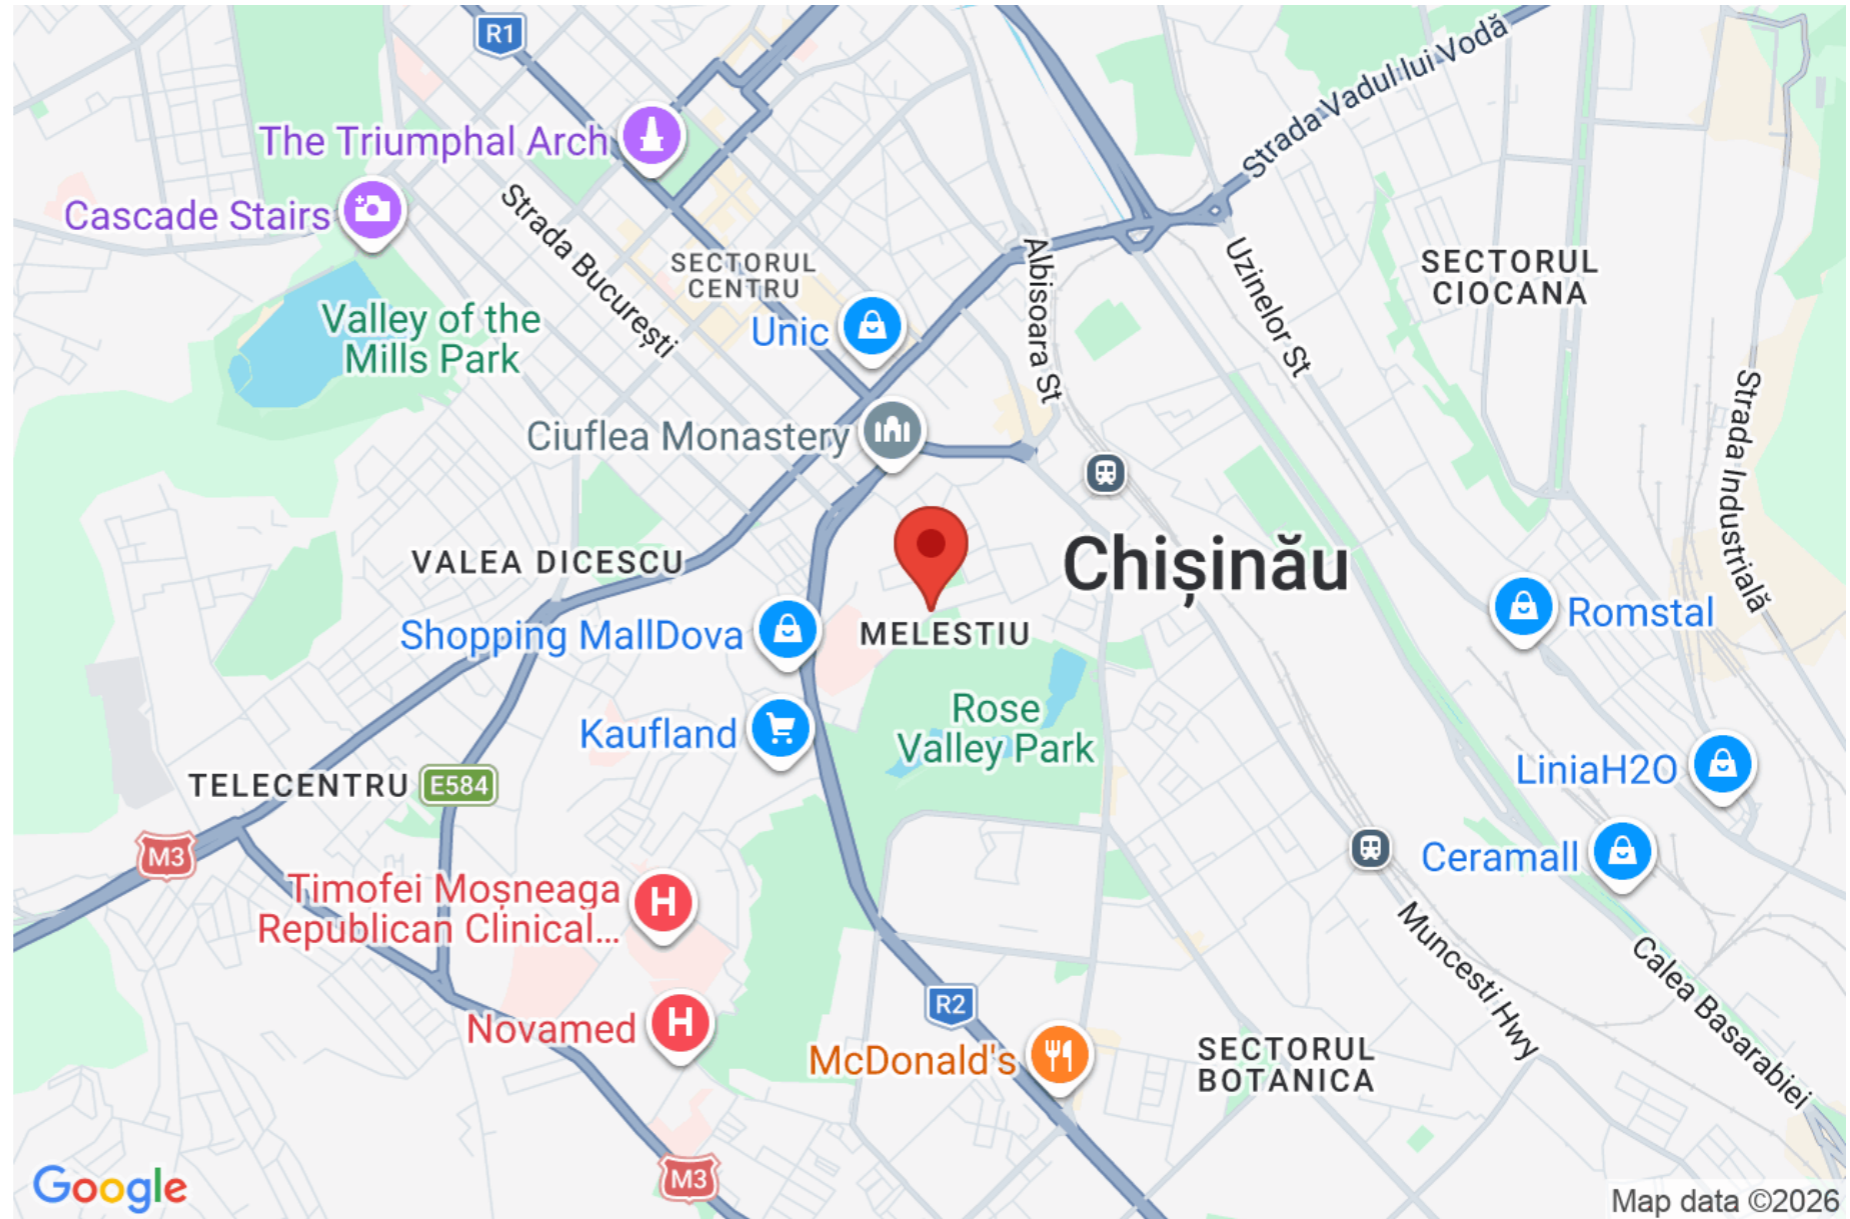 R1
Strada Vadul lui Vodă
The Triumphal Arch
Cascade Stairs
Strada București
SECTORUL
CENTRU
Albisoara St
Uzinelor St
SECTORUL
CIOCANA
Valley of the
Mills Park
Unic
Strada Industrială
Ciuflea Monastery
VALEA DICESCU
Chișinău
Shopping MallDova
MELESTIU
Romstal
Rose
Valley Park
Kaufland
LiniaH2O
TELECENTRU
E584
M3
Ceramall
Timofei Moșneaga
Republican Clinical...
Muncesti Hwy
Calea Basarabiei
R2
Novamed
McDonald's
SECTORUL
BOTANICA
M3
Google
Map data ©2026